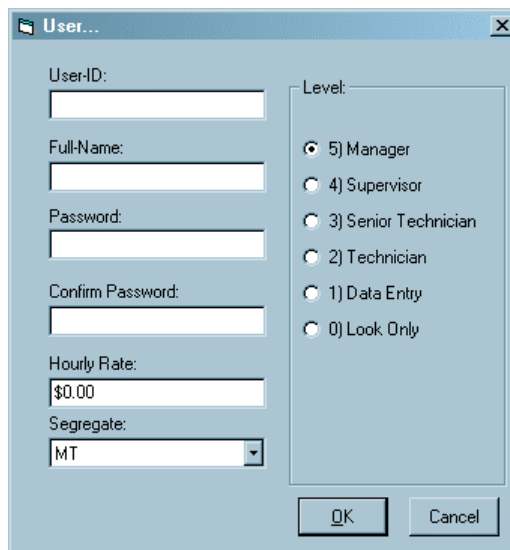 User...
User-ID:
Full-Name:
Password:
Confirm Password:
Hourly Rate:
$0.00
Segregate:
MT
Level:
5) Manager
4) Supervisor
3) Senior Technician
2) Technician
1) Data Entry
0) Look Only
OK
Cancel